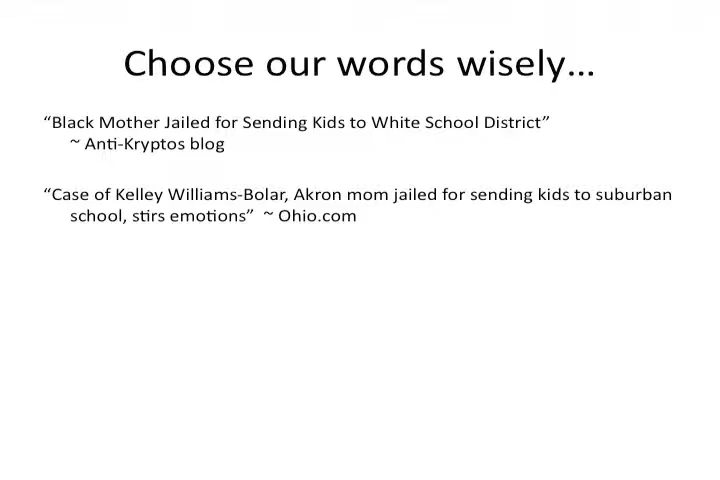 Choose our words wisely…
“Black Mother Jailed for Sending Kids to White School District”
~ Anti-Kryptos blog
“Case of Kelley Williams-Bolar, Akron mom jailed for sending kids to suburban
school, stirs emotions” ~ Ohio.com